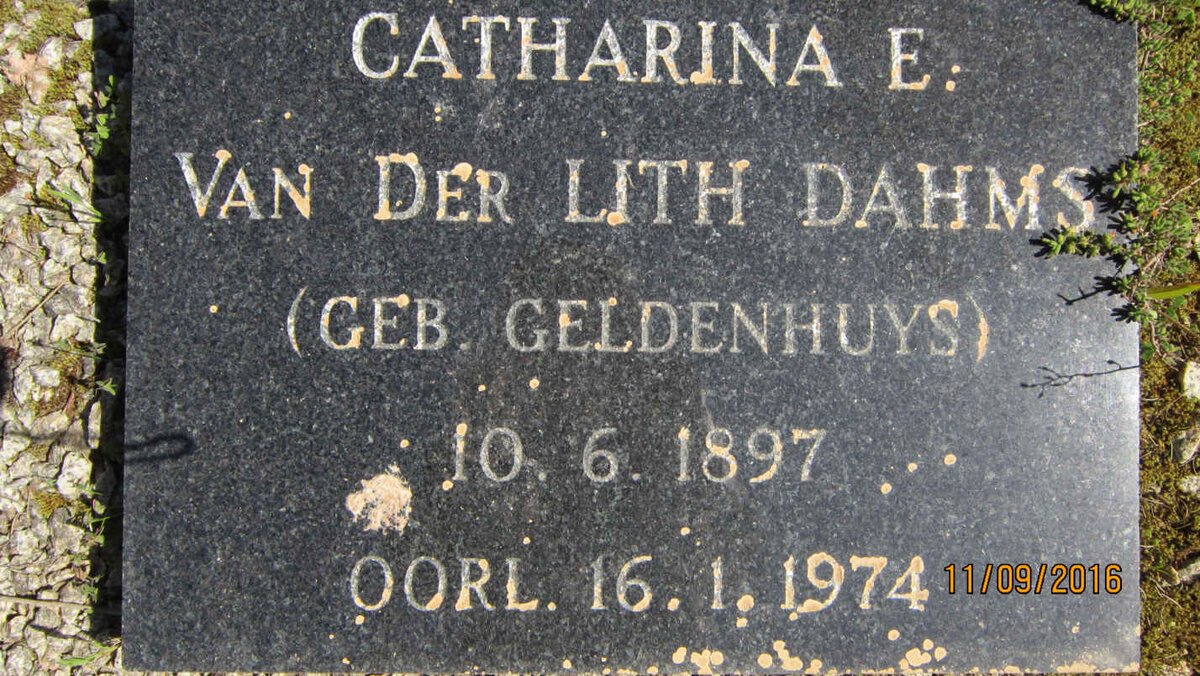 CATHARINA E.
VAN DER LITH DAHMS
(GEB. GELDENHUYS)
10. 6. 1897
OORL. 16. 1. 1974
11/09/2016